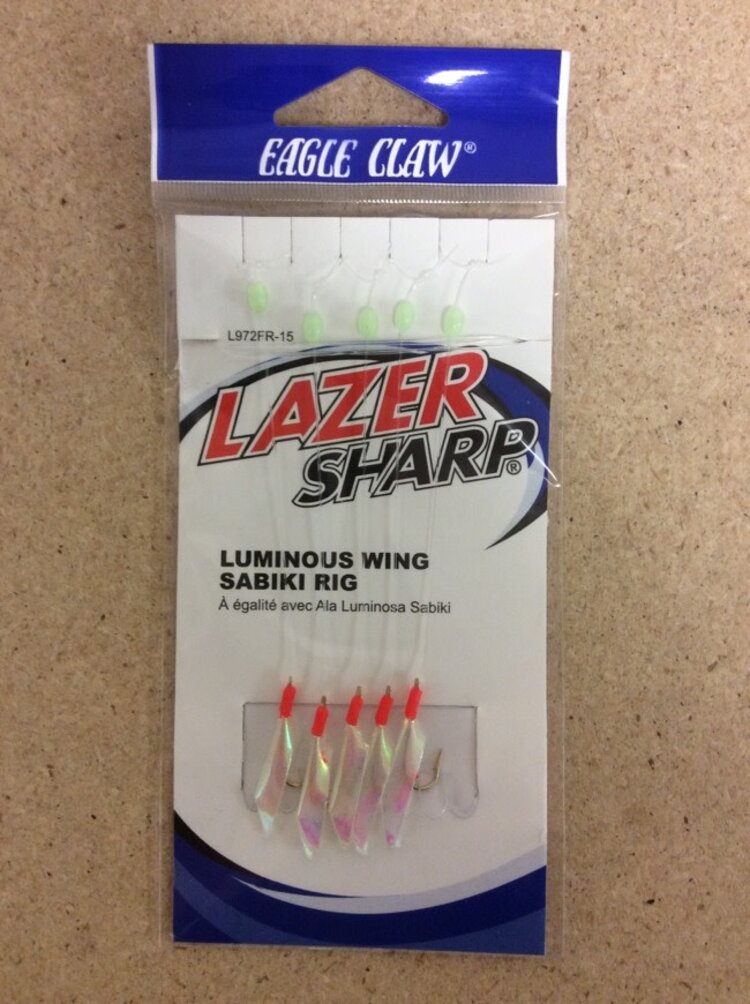 EAGLE CLAW®
L972FR-15
LAZER
SHARP®
LUMINOUS WING
SABIKI RIG
À égalité avec Ala Luminosa Sabiki